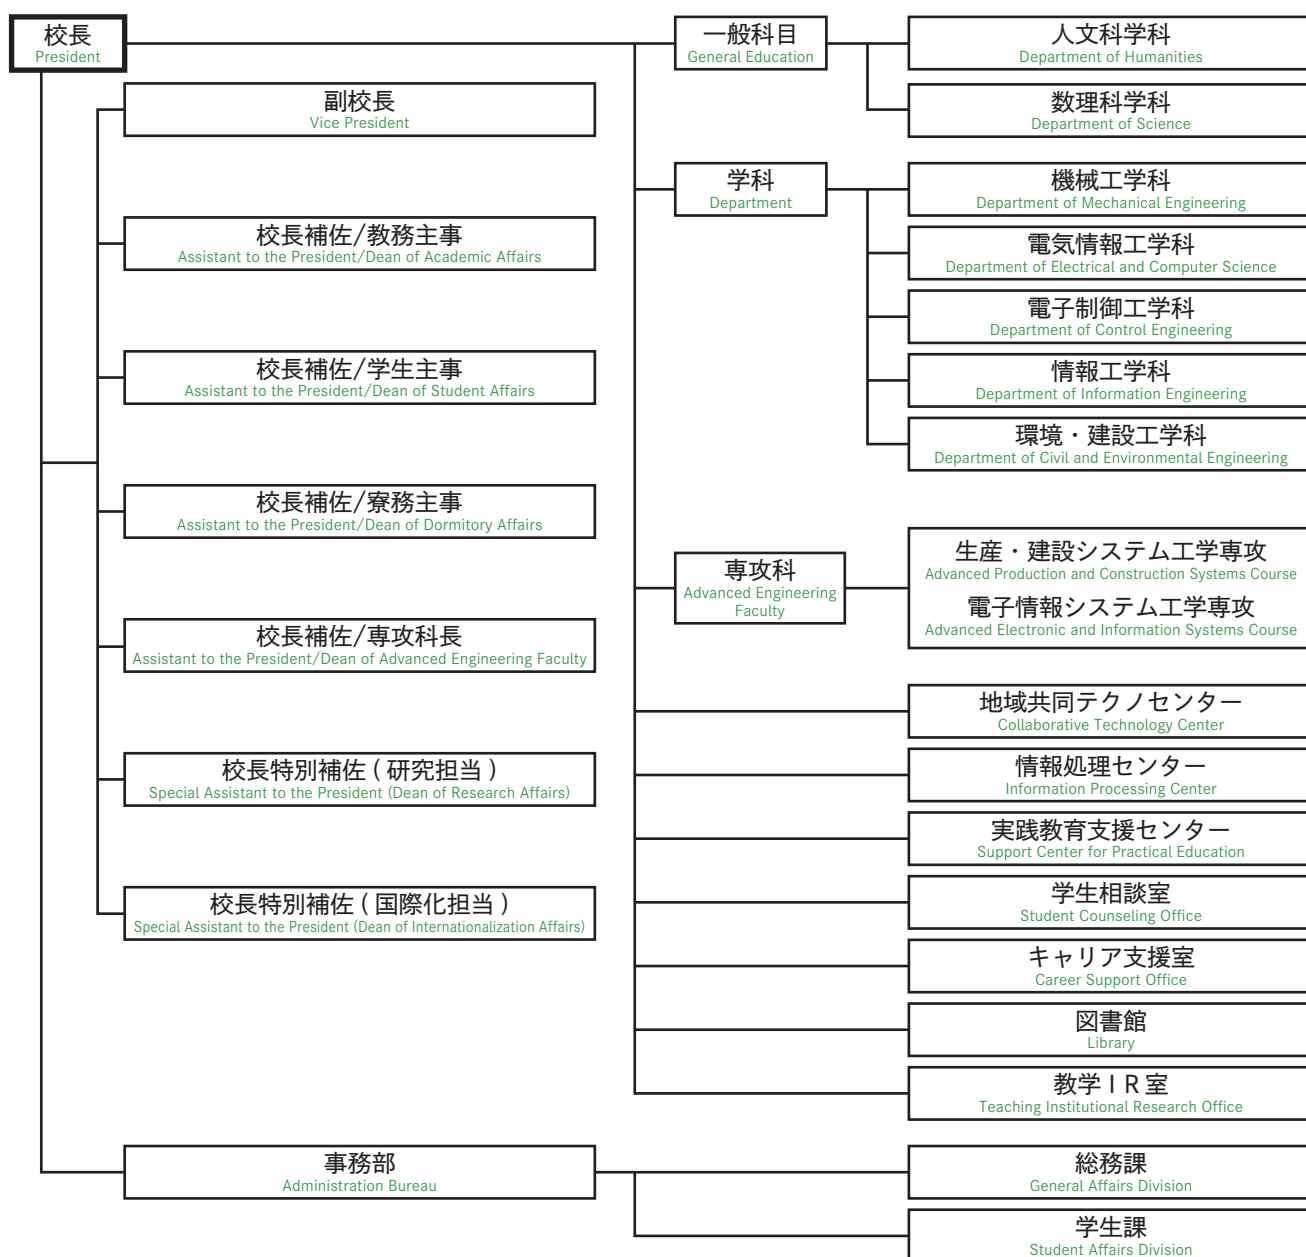 校長
President
副校長
Vice President
校長補佐/教務主事
Assistant to the President/Dean of Academic Affairs
校長補佐/学生主事
Assistant to the President/Dean of Student Affairs
校長補佐/寮務主事
Assistant to the President/Dean of Dormitory Affairs
校長補佐/専攻科長
Assistant to the President/Dean of Advanced Engineering Faculty
校長特別補佐 ( 研究担当 )
Special Assistant to the President (Dean of Research Affairs)
校長特別補佐 ( 国際化担当 )
Special Assistant to the President (Dean of Internationalization Affairs)
一般科目
General Education
人文科学科
Department of Humanities
数理科学科
Department of Science
学科
Department
機械工学科
Department of Mechanical Engineering
電気情報工学科
Department of Electrical and Computer Science
電子制御工学科
Department of Control Engineering
情報工学科
Department of Information Engineering
環境・建設工学科
Department of Civil and Environmental Engineering
専攻科
Advanced Engineering
Faculty
生産・建設システム工学専攻
Advanced Production and Construction Systems Course
電子情報システム工学専攻
Advanced Electronic and Information Systems Course
地域共同テクノセンター
Collaborative Technology Center
情報処理センター
Information Processing Center
実践教育支援センター
Support Center for Practical Education
学生相談室
Student Counseling Office
キャリア支援室
Career Support Office
図書館
Library
教学 I R 室
Teaching Institutional Research Office
事務部
Administration Bureau
総務課
General Affairs Division
学生課
Student Affairs Division